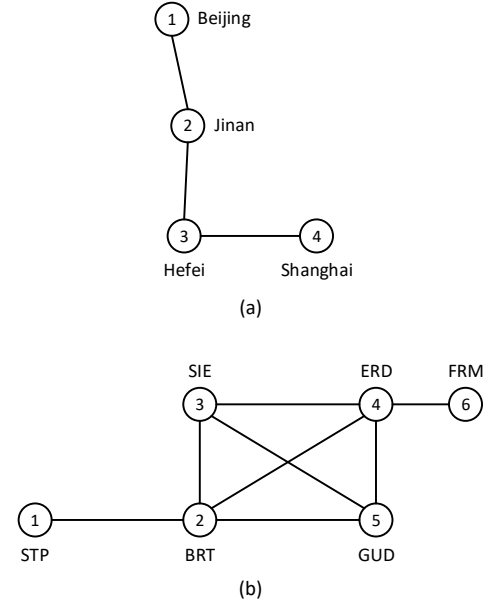 1 Beijing
2 Jinan
3 4
Hefei Shanghai
(a)
SIE ERD FRM
3 4 6
1 2 5
STP BRT GUD
(b)